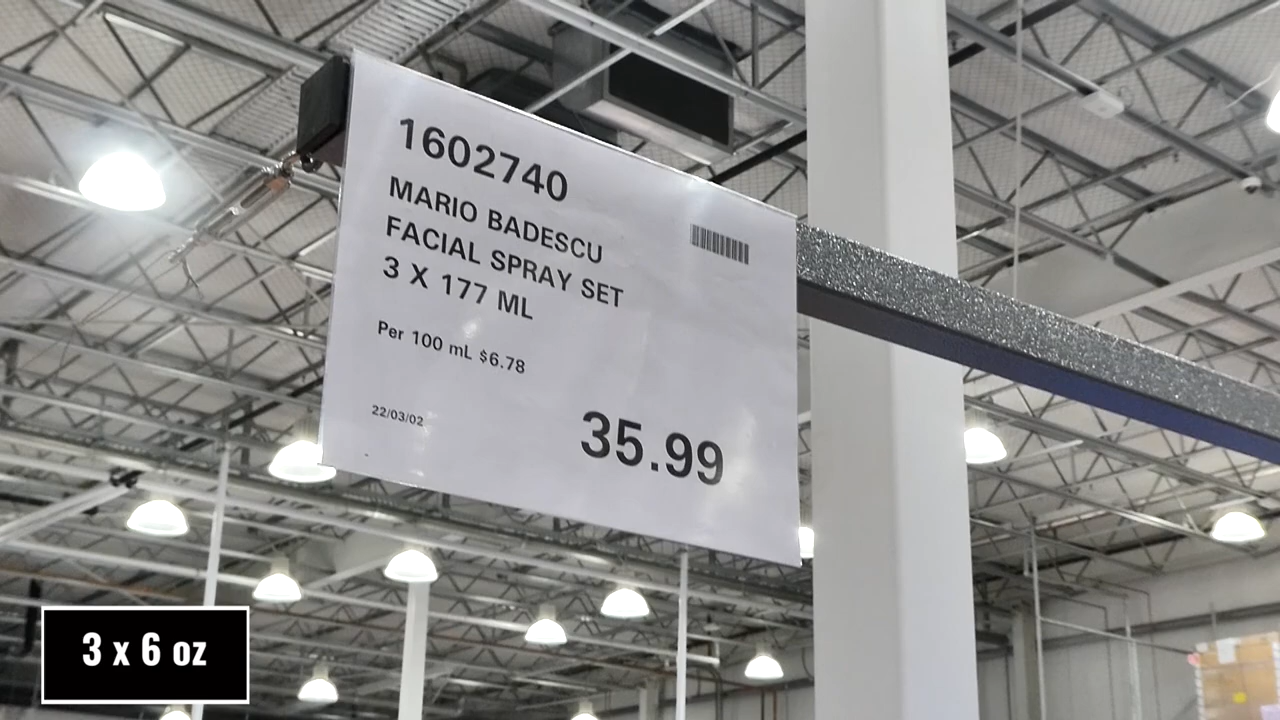 1602740
MARIO BADESCU
FACIAL SPRAY SET
3 X 177 ML
Per 100 mL $6.78
22/03/02
35.99
3 x 6 oz